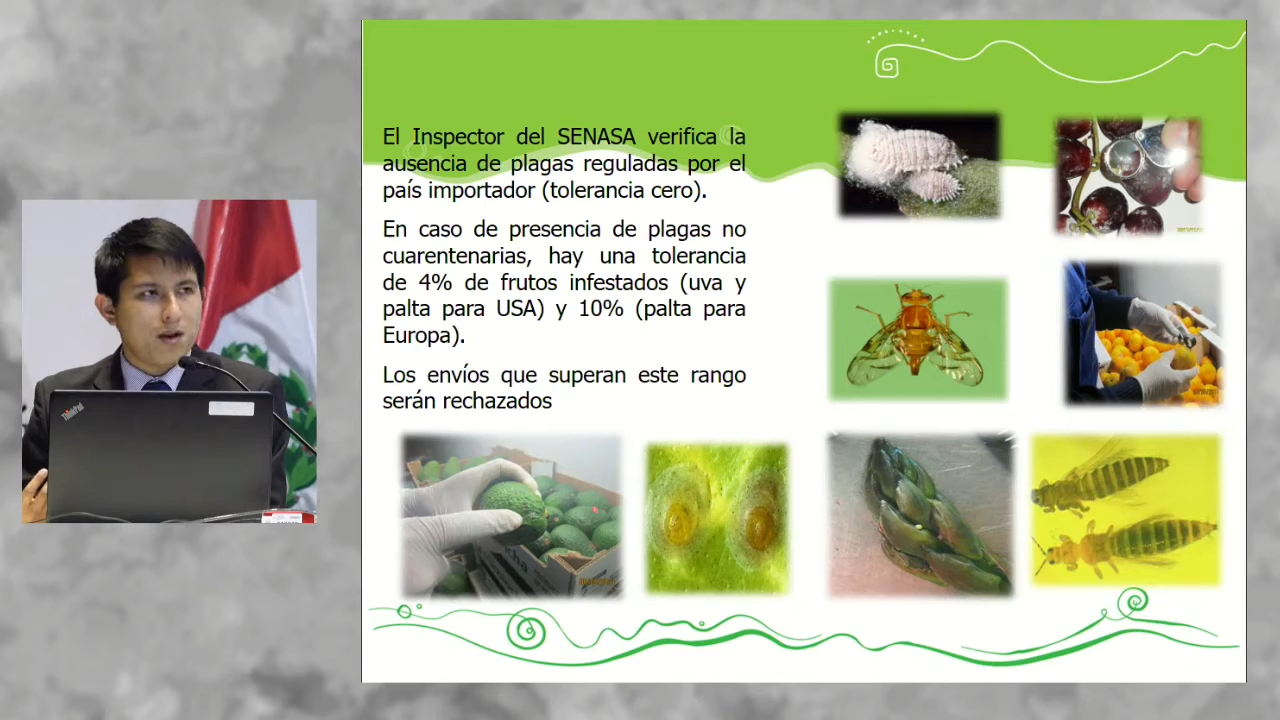 El Inspector del SENASA verifica la
ausencia de plagas reguladas por el
país importador (tolerancia cero).
En caso de presencia de plagas no
cuarentenarias, hay una tolerancia
de 4% de frutos infestados (uva y
palta para USA) y 10% (palta para
Europa).
Los envíos que superan este rango
serán rechazados
ThinkPad